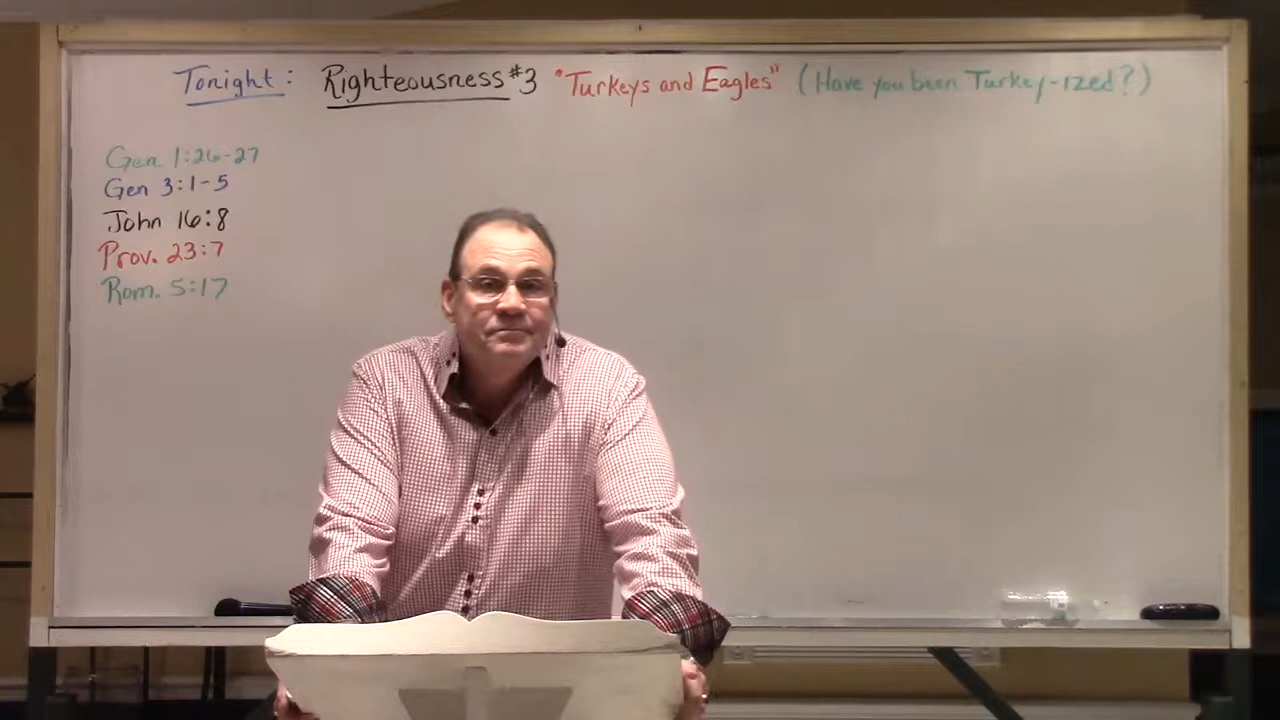 Tonight: Righteousness #3 "Turkeys and Eagles" (Have you been Turkey-ized?)
Gen 1:26-27
Gen 3:1-5
John 16:8
Prov. 23:7
Rom. 5:17